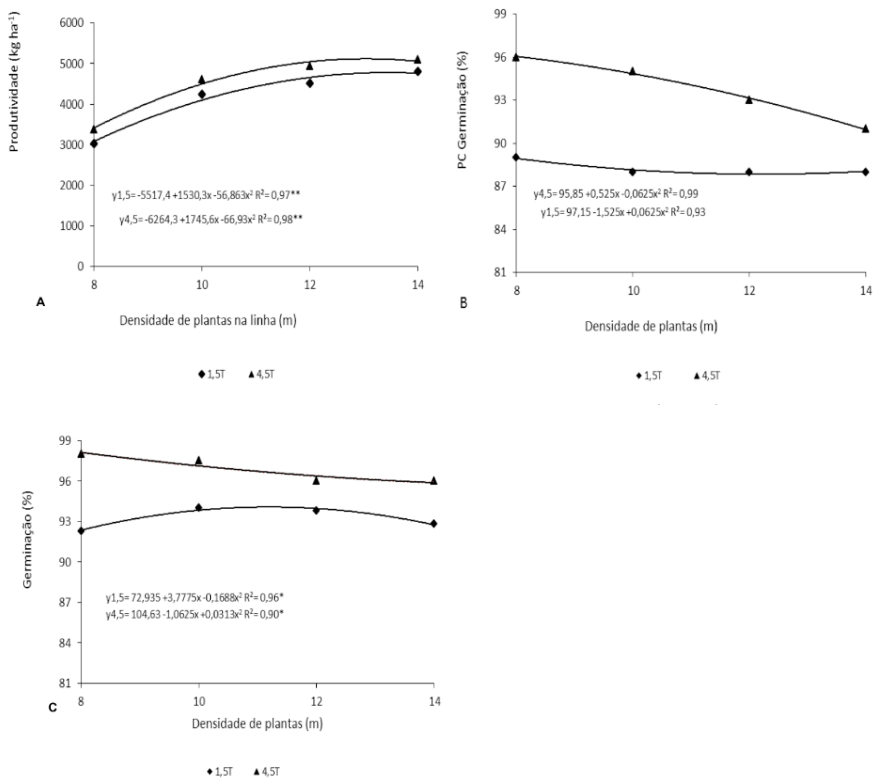 Produtividade (kg ha⁻¹)
6000
5000
4000
3000
2000
1000
0
y1,5= -5517,4 +1530,3x -56,863x² R²= 0,97**
y4,5= -6264,3 +1745,6x -66,93x² R²= 0,98**
8
10
12
14
A
Densidade de plantas na linha (m)
1,5T
4,5T
PC Germinação (%)
99
96
93
90
87
84
81
y4,5= 95,85 +0,525x -0,0625x² R²= 0,99
y1,5= 97,15 -1,525x +0,0625x² R²= 0,93
8
10
12
14
B
Densidade de plantas (m)
1,5T
4,5T
Germinação (%)
99
96
93
90
87
84
81
y1,5= 72,935 +3,7775x -0,1688x² R²= 0,96*
y4,5= 104,63 -1,0625x +0,0313x² R²= 0,90*
8
10
12
14
C
Densidade de plantas (m)
1,5T
4,5T